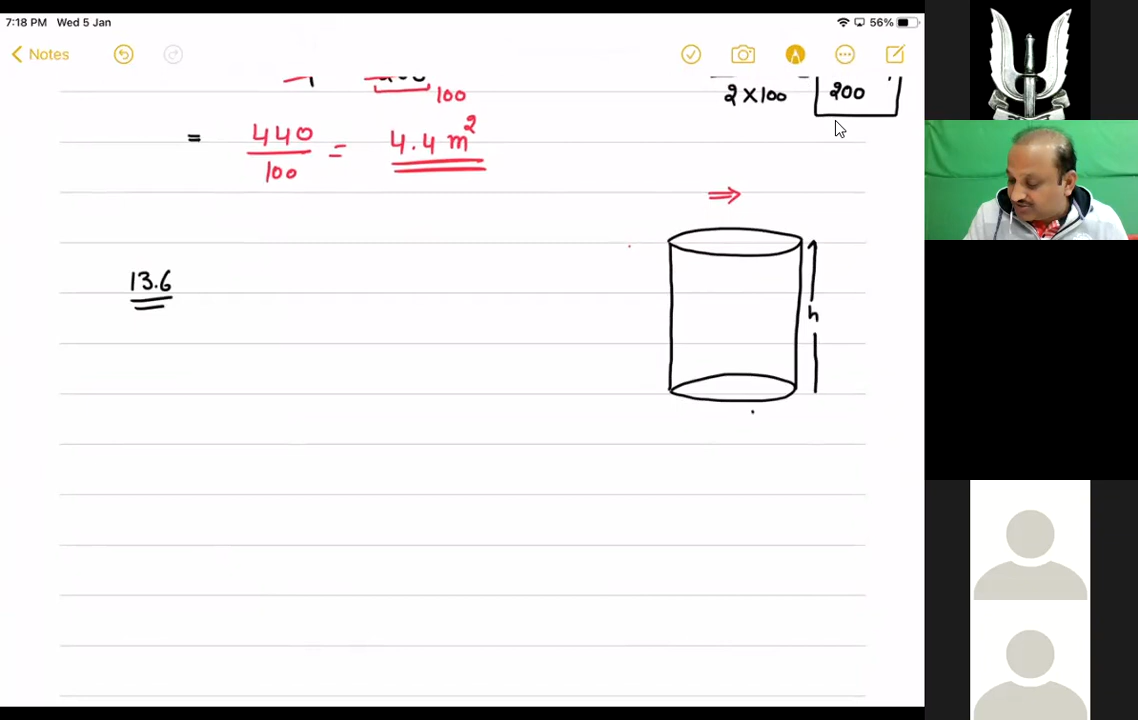 7:18 PM Wed 5 Jan 56%
Notes
100
2 × 100
200
= 440/100 = 4.4 m²
⇒
13.6
h